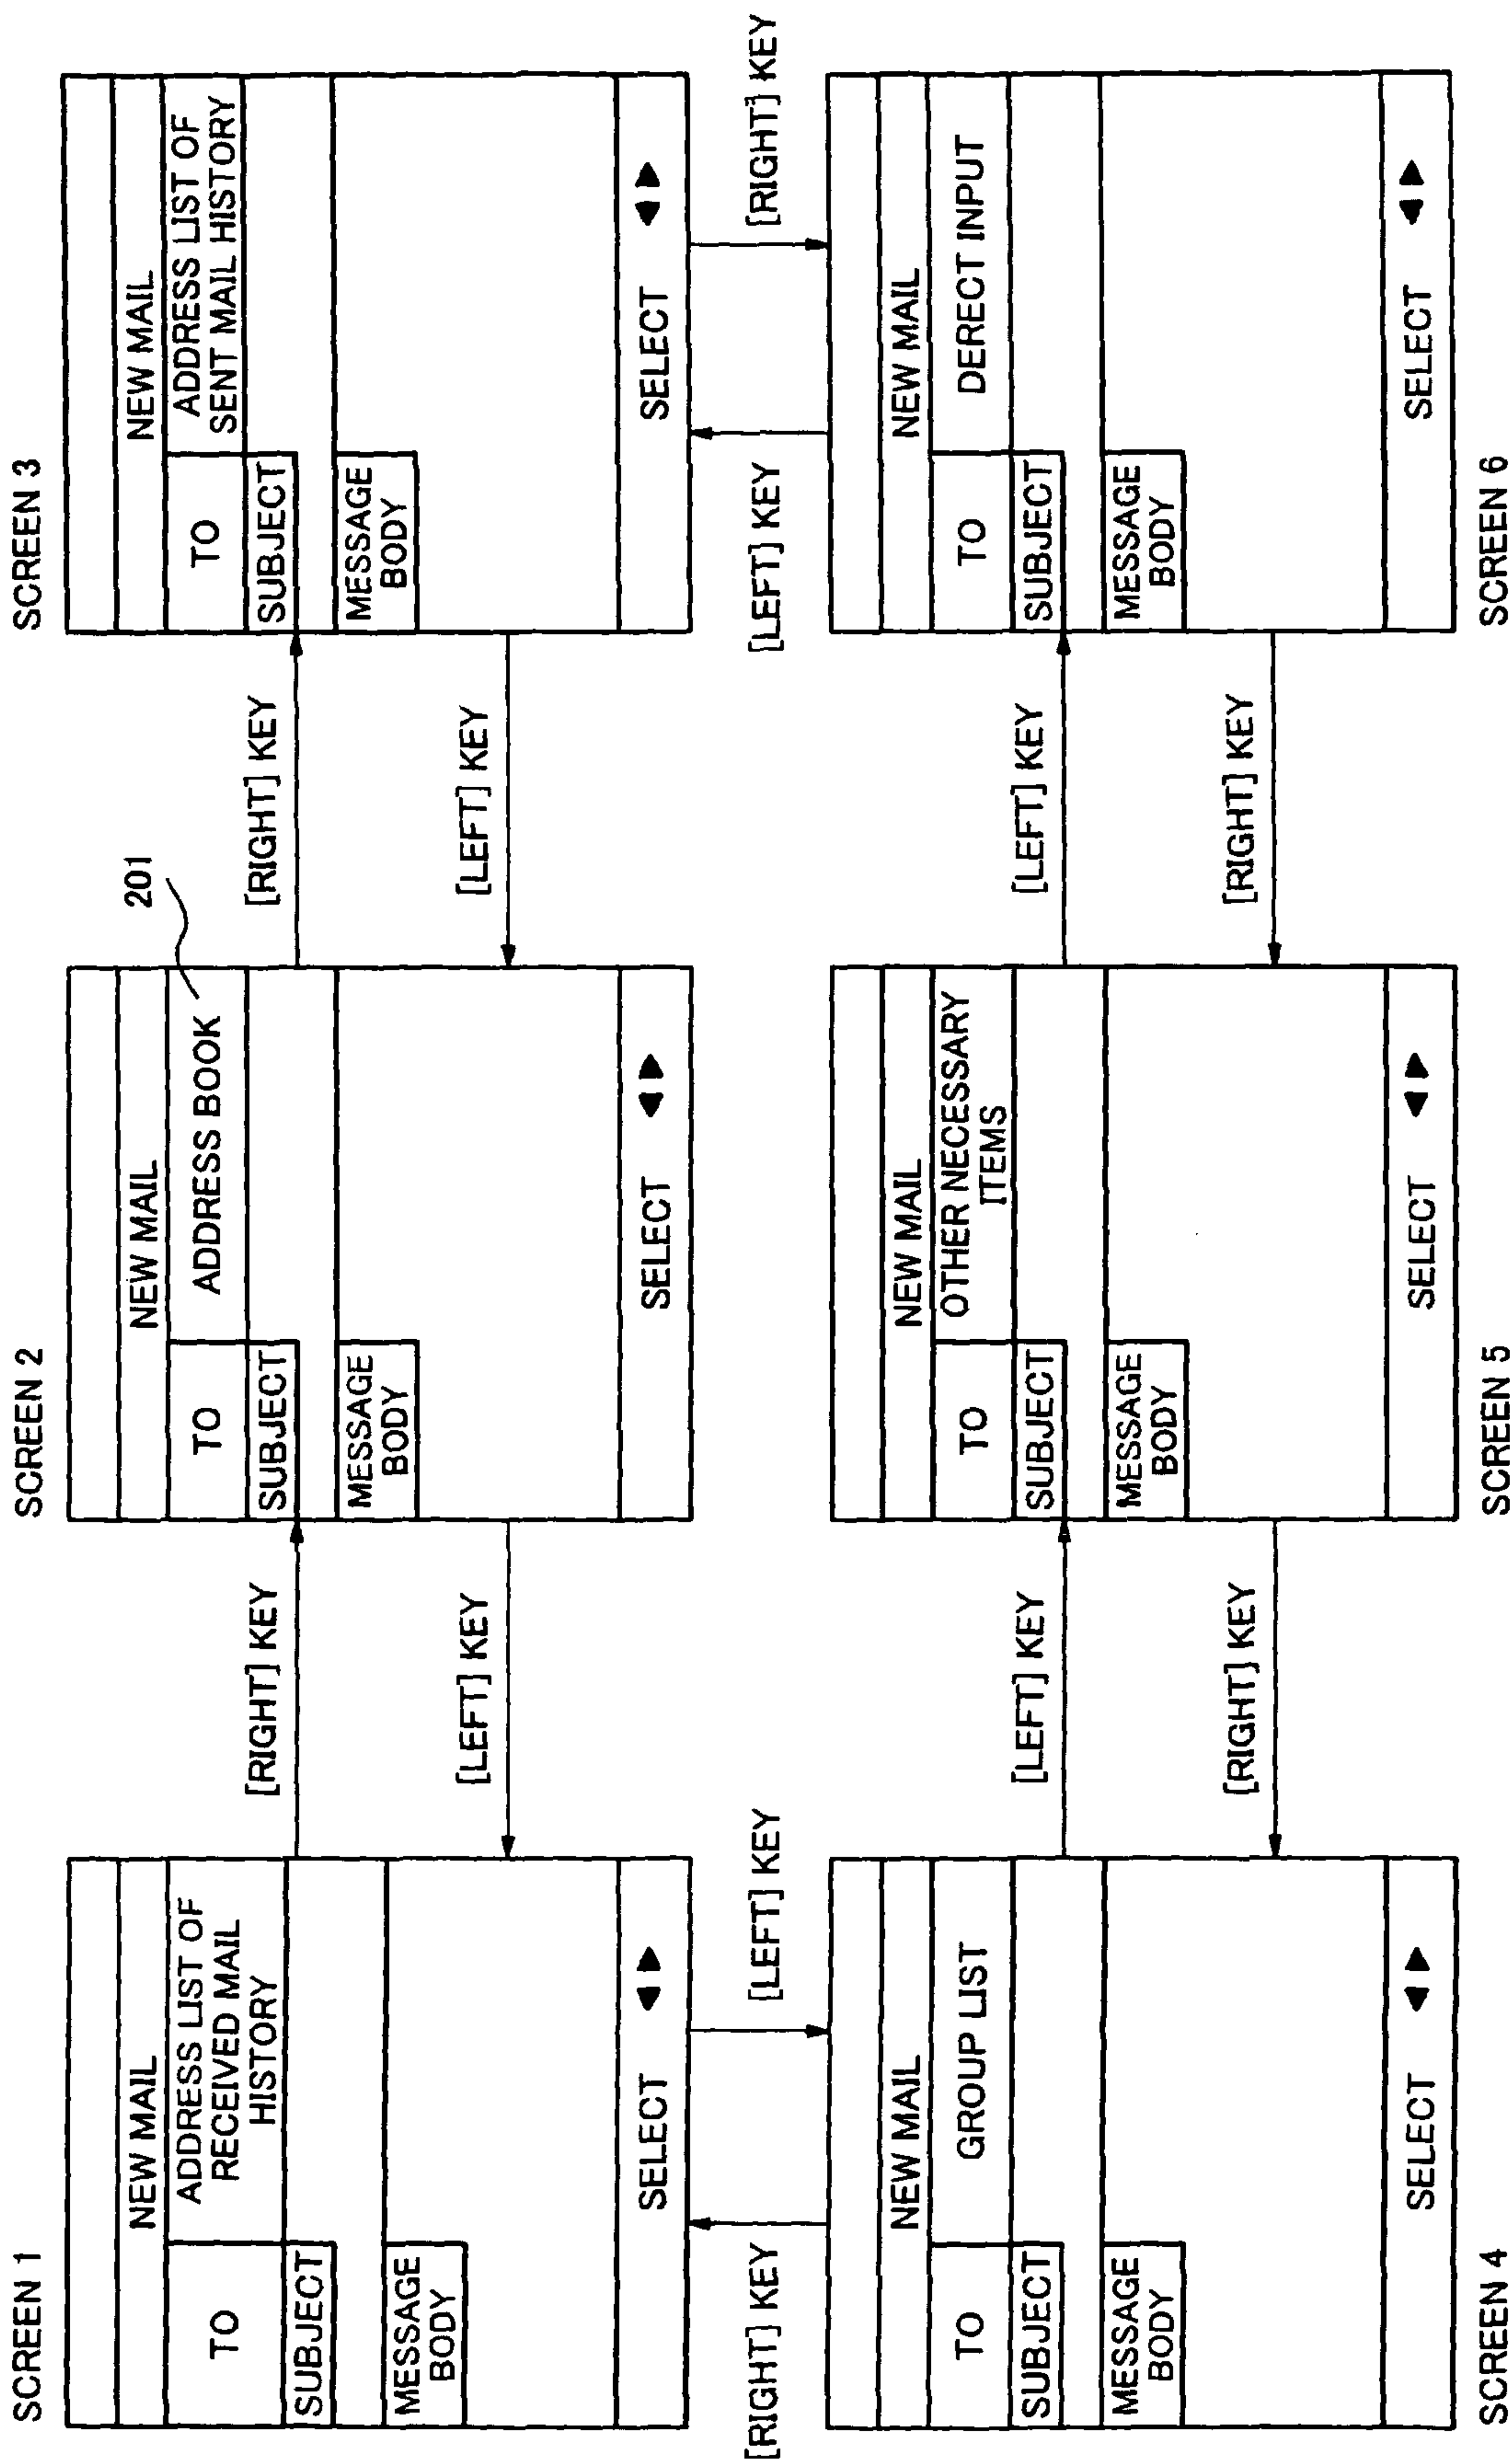 SCREEN 1
NEW MAIL
TO
ADDRESS LIST OF
RECEIVED MAIL
HISTORY
SUBJECT
MESSAGE
BODY
SELECT ◀▶
[RIGHT] KEY
[LEFT] KEY
SCREEN 2
NEW MAIL
TO
ADDRESS BOOK
201
SUBJECT
MESSAGE
BODY
SELECT ◀▶
[RIGHT] KEY
[LEFT] KEY
SCREEN 3
NEW MAIL
TO
ADDRESS LIST OF
SENT MAIL HISTORY
SUBJECT
MESSAGE
BODY
SELECT ◀▶
[RIGHT] KEY
[LEFT] KEY
[LEFT] KEY
[RIGHT] KEY
NEW MAIL
TO
GROUP LIST
SUBJECT
MESSAGE
BODY
SELECT ◀▶
SCREEN 4
[LEFT] KEY
[RIGHT] KEY
NEW MAIL
TO
OTHER NECESSARY
ITEMS
SUBJECT
MESSAGE
BODY
SELECT ◀▶
SCREEN 5
[LEFT] KEY
[RIGHT] KEY
NEW MAIL
TO
DERECT INPUT
SUBJECT
MESSAGE
BODY
SELECT ◀▶
SCREEN 6